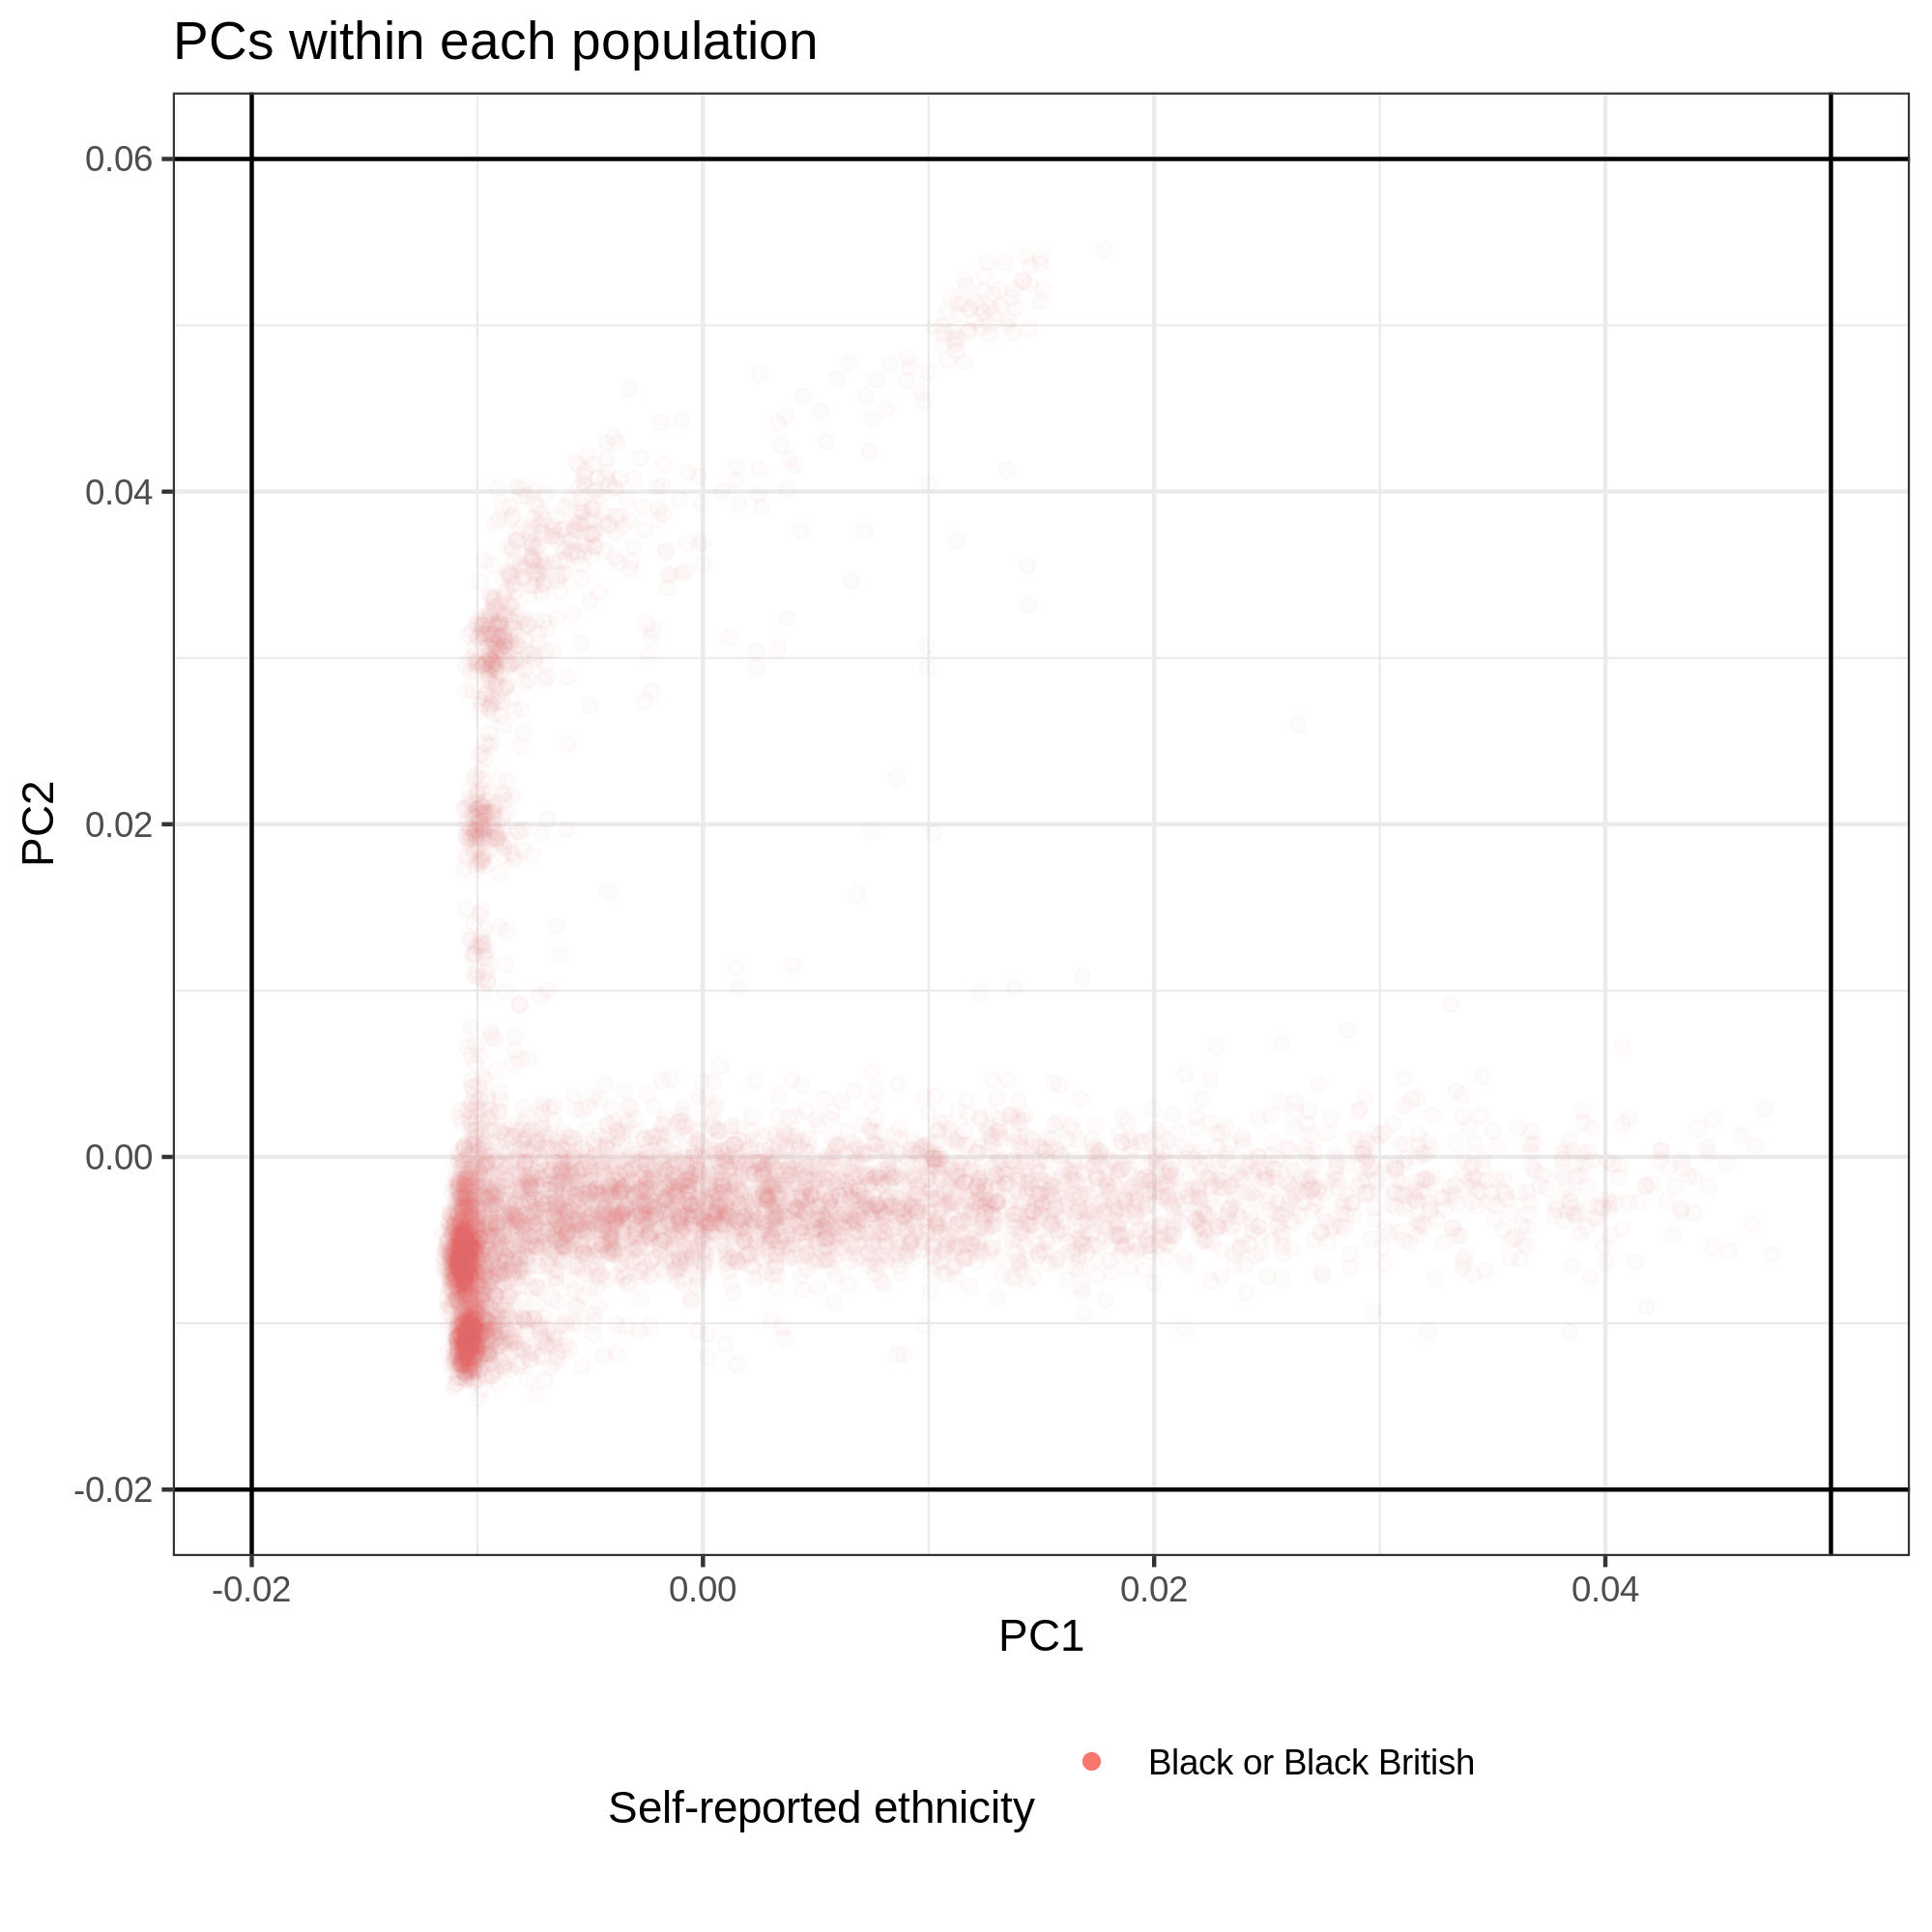 PCs within each population
0.06
0.04
0.02
0.00
-0.02
PC2
-0.02 0.00 0.02 0.04
PC1
Black or Black British
Self-reported ethnicity